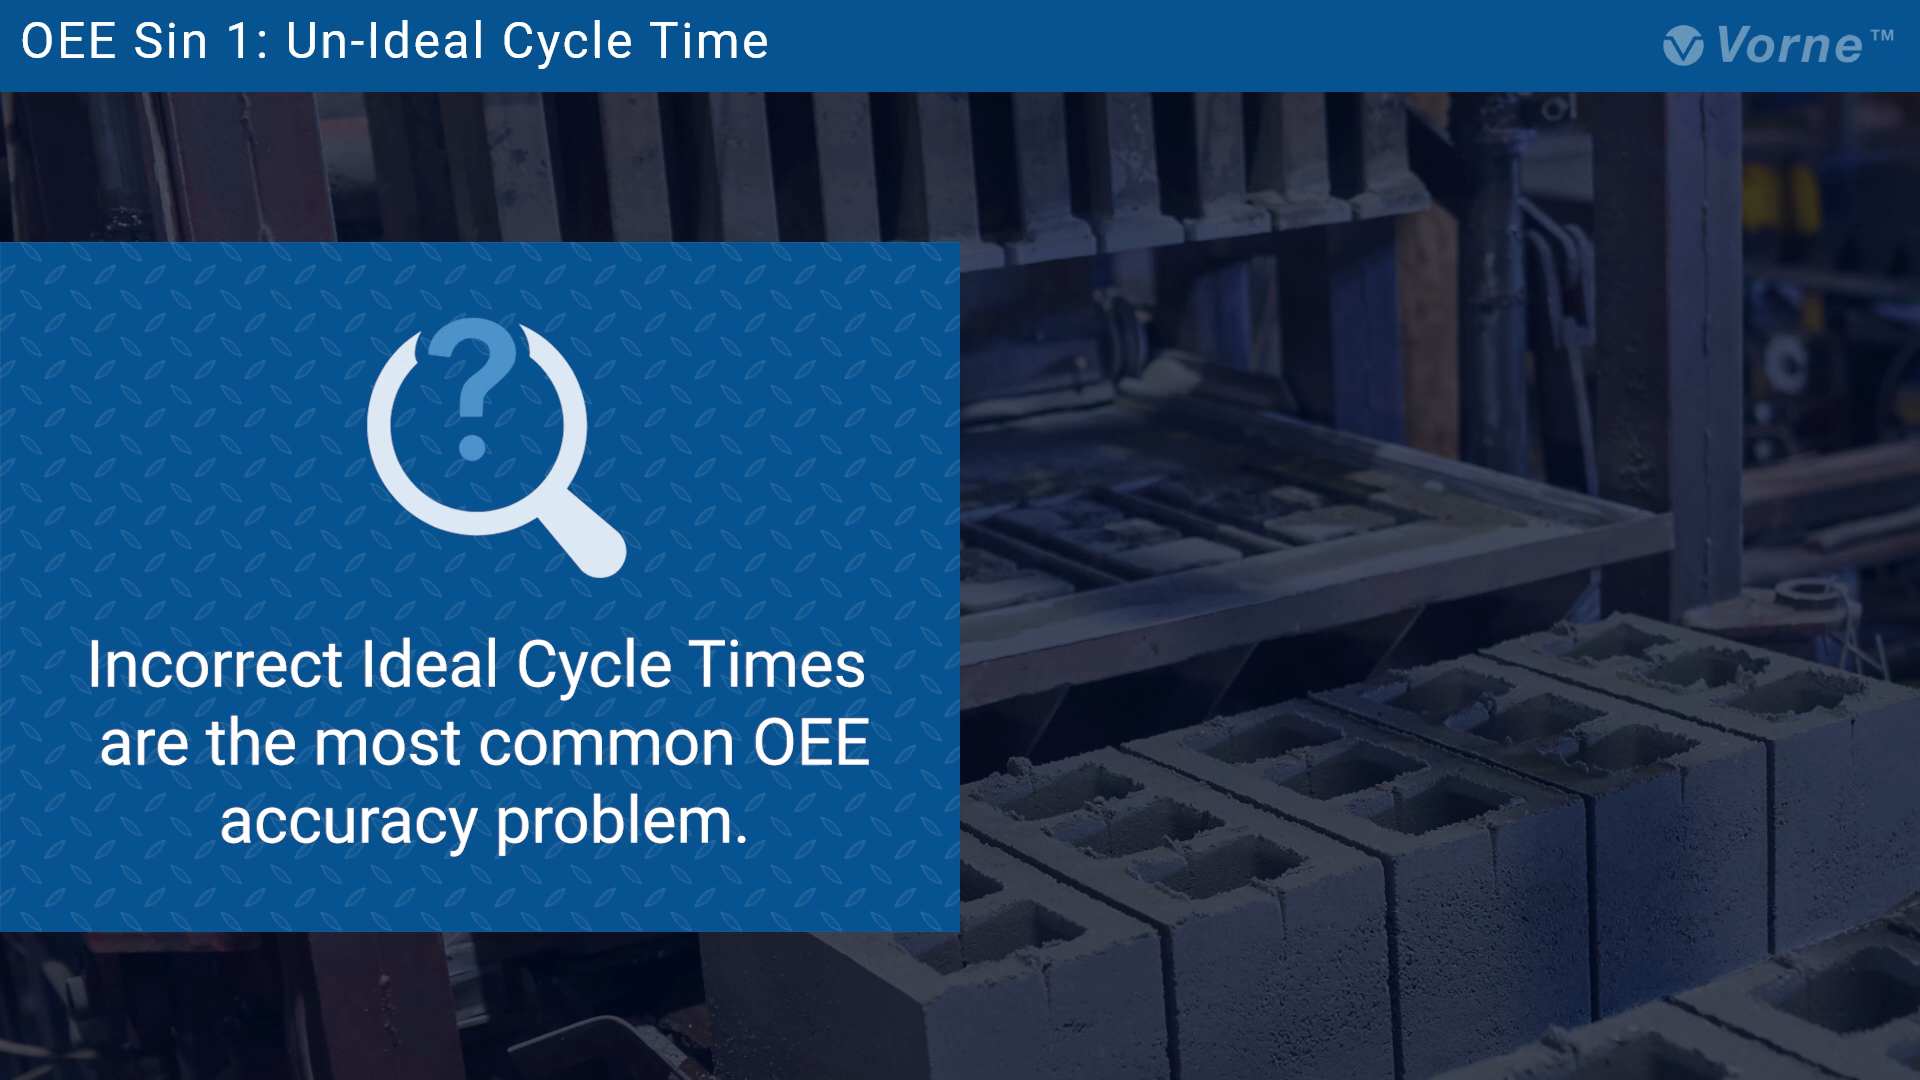 OEE Sin 1: Un-Ideal Cycle Time
Vorne™
?
Incorrect Ideal Cycle Times
are the most common OEE
accuracy problem.